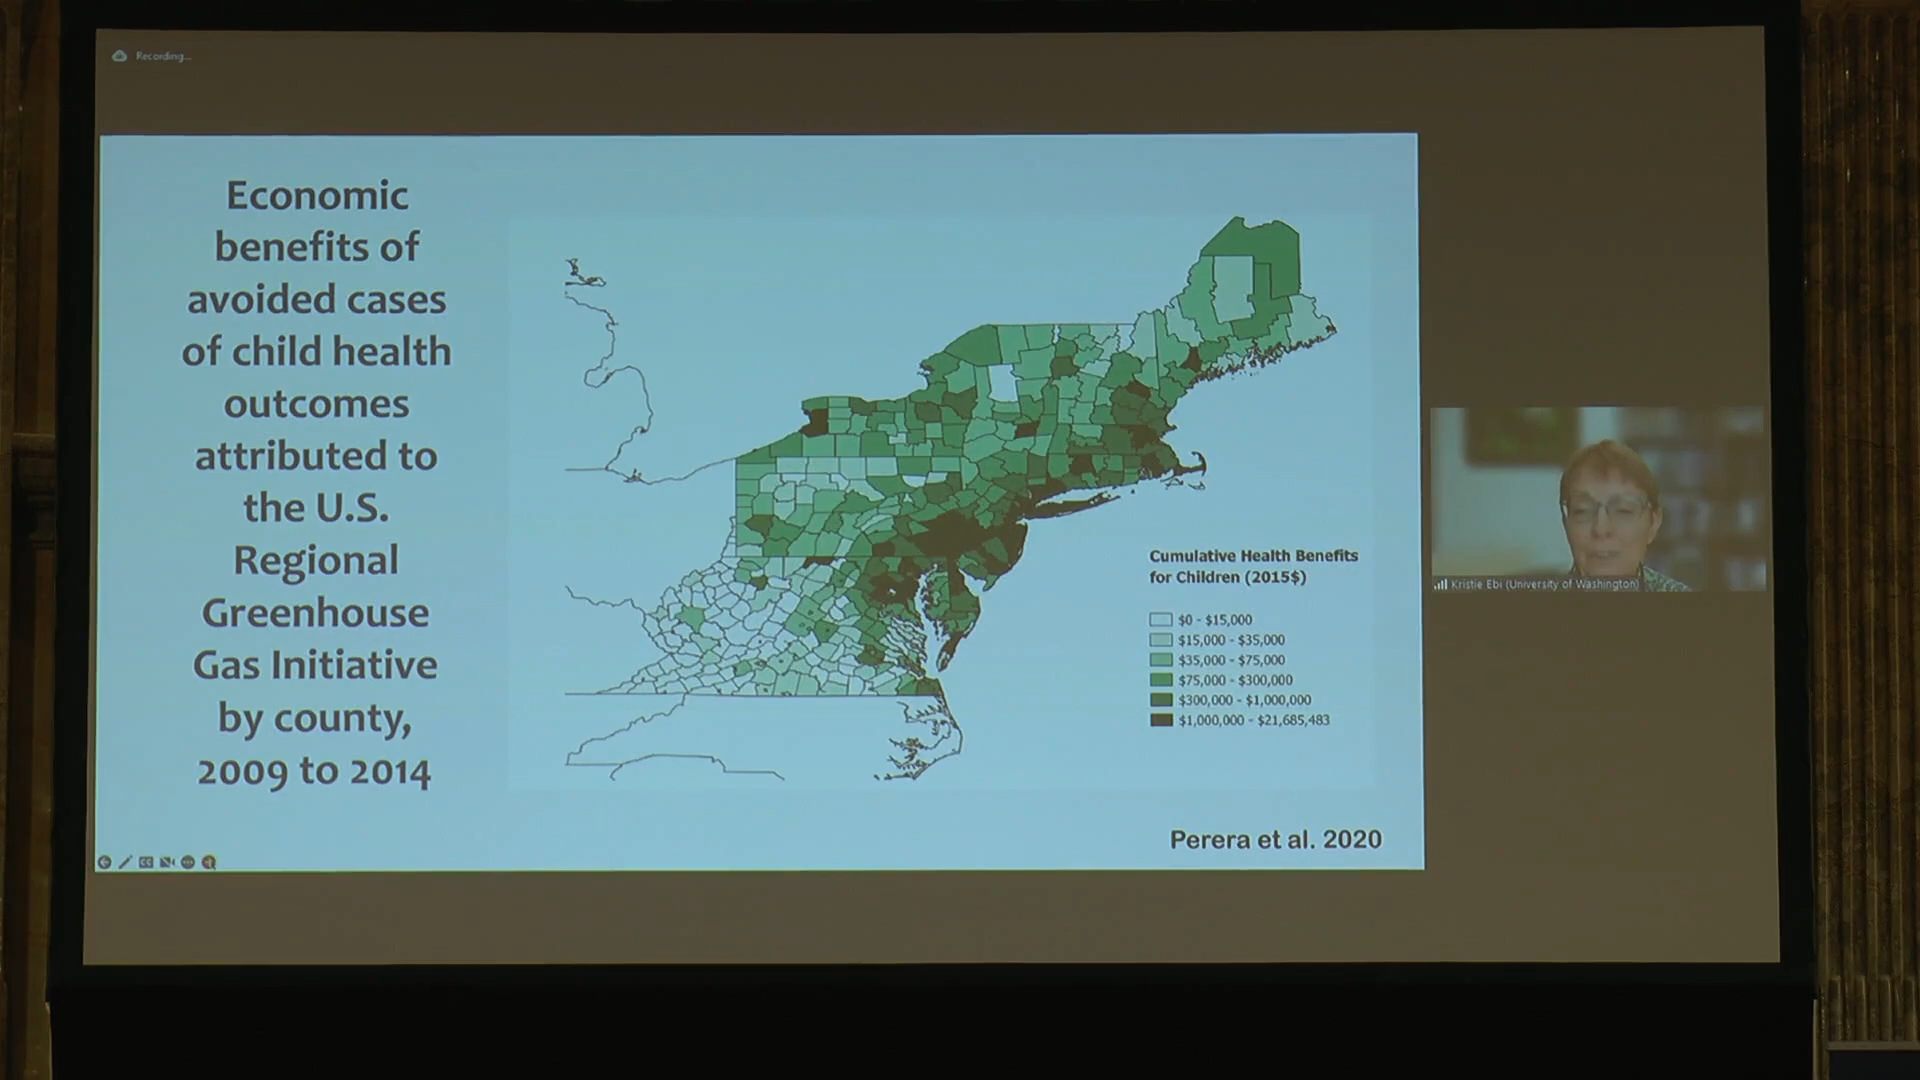 Recording...
Economic
benefits of
avoided cases
of child health
outcomes
attributed to
the U.S.
Regional
Greenhouse
Gas Initiative
by county,
2009 to 2014
Cumulative Health Benefits
for Children (2015$)
$0 - $15,000
$15,000 - $35,000
$35,000 - $75,000
$75,000 - $300,000
$300,000 - $1,000,000
$1,000,000 - $21,685,483
Perera et al. 2020
Kristie Ebi (University of Washington)